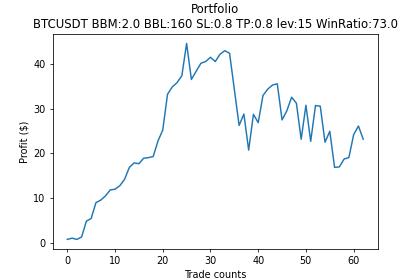 Portfolio
BTCUSDT BBM:2.0 BBL:160 SL:0.8 TP:0.8 lev:15 WinRatio:73.0
Profit ($)
40
30
20
10
0
0 10 20 30 40 50 60
Trade counts